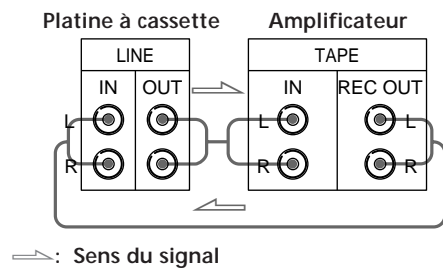 Platine à cassette Amplificateur
LINE TAPE
IN OUT IN REC OUT
L L L
R R R
: Sens du signal